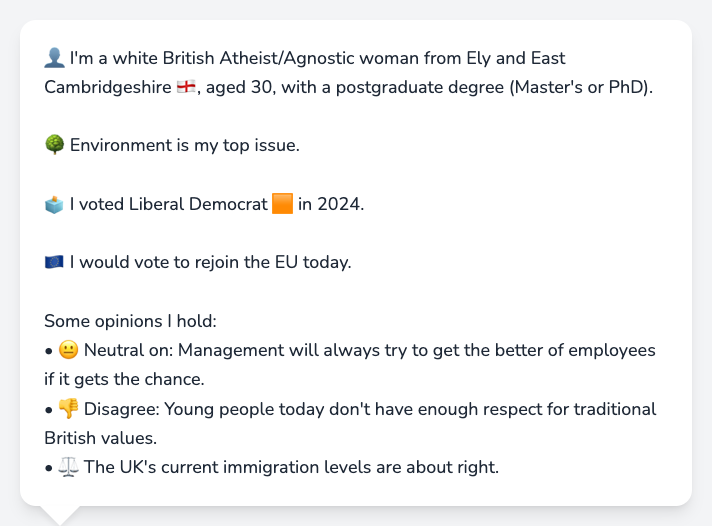 👤 I'm a white British Atheist/Agnostic woman from Ely and East
Cambridgeshire 🏴󠁧󠁢󠁥󠁮󠁧󠁿, aged 30, with a postgraduate degree (Master's or PhD).
🌳 Environment is my top issue.
🗳️ I voted Liberal Democrat 🟧 in 2024.
🇪🇺 I would vote to rejoin the EU today.
Some opinions I hold:
• 😐 Neutral on: Management will always try to get the better of employees
if it gets the chance.
• 👎 Disagree: Young people today don't have enough respect for traditional
British values.
• ⚖️ The UK's current immigration levels are about right.